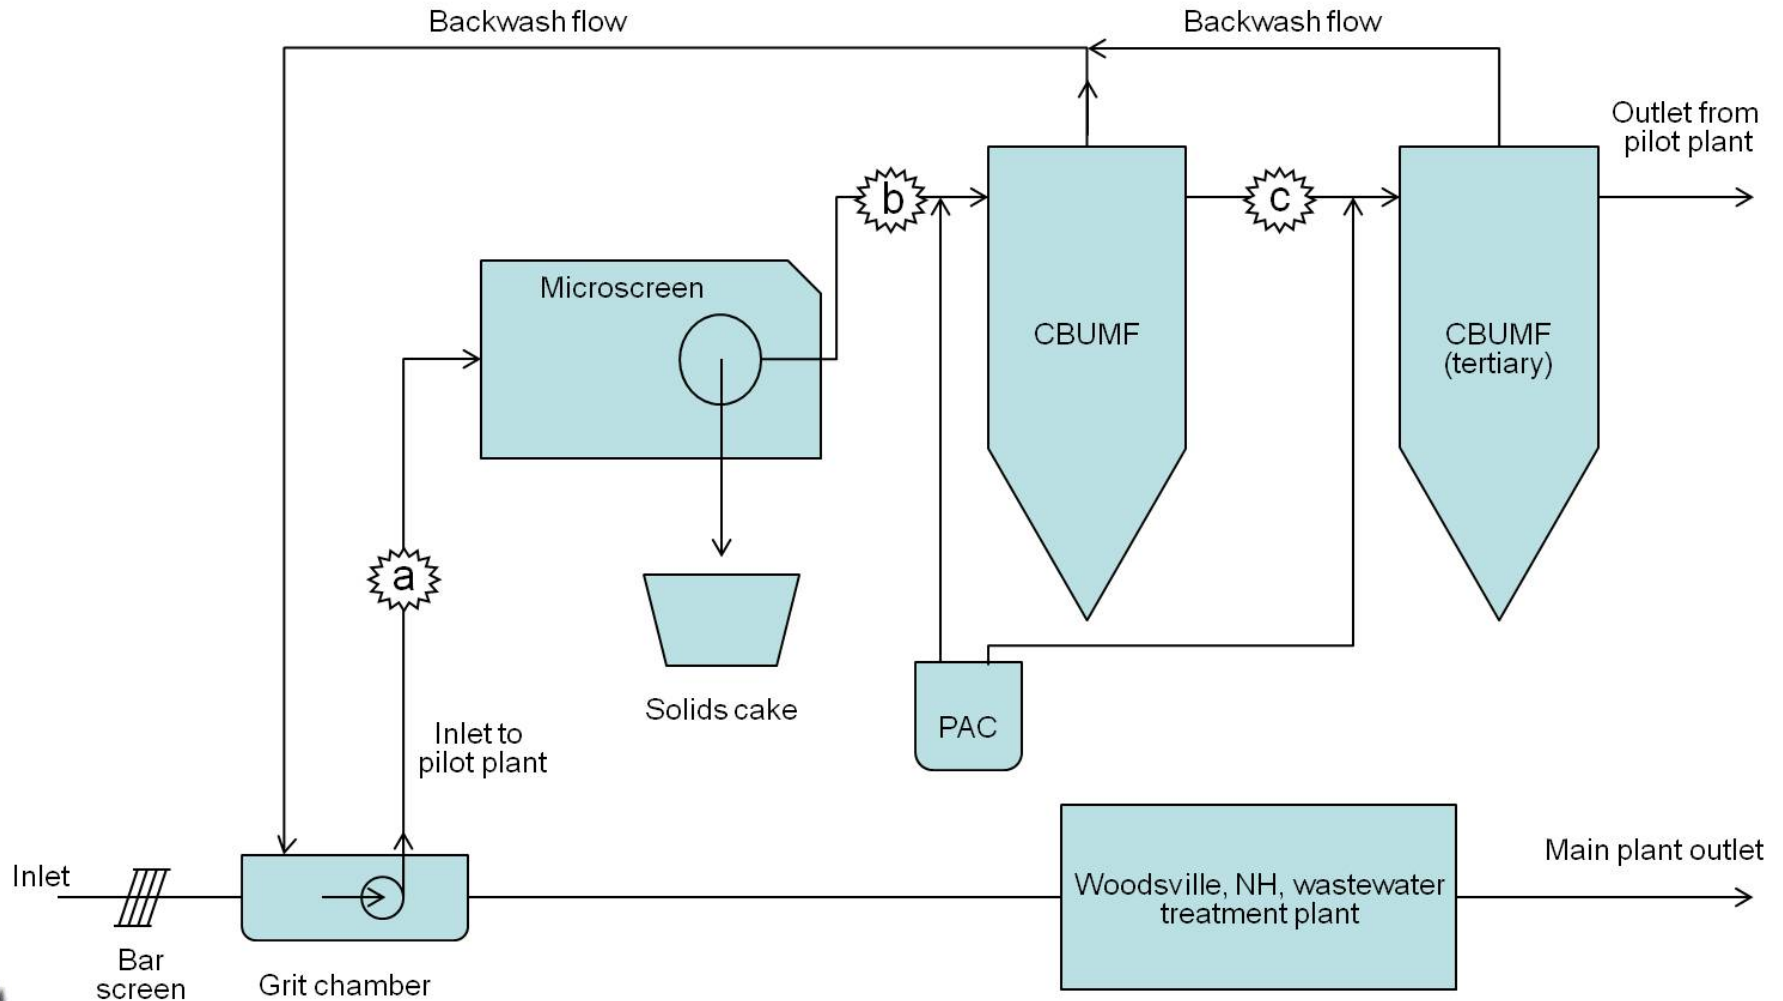 Backwash flow
Backwash flow
Outlet from
pilot plant
b
c
Microscreen
CBUMF
CBUMF
(tertiary)
a
Solids cake
PAC
Inlet to
pilot plant
Inlet
Main plant outlet
Woodsville, NH, wastewater
treatment plant
Bar
screen
Grit chamber